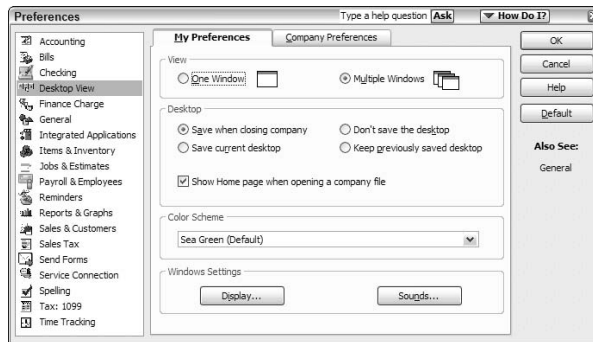 Preferences
Type a help question Ask
How Do I?
Accounting
Bills
Checking
Desktop View
Finance Charge
General
Integrated Applications
Items & Inventory
Jobs & Estimates
Payroll & Employees
Reminders
Reports & Graphs
Sales & Customers
Sales Tax
Send Forms
Service Connection
Spelling
Tax: 1099
Time Tracking
My Preferences
Company Preferences
View
One Window
Multiple Windows
Desktop
Save when closing company
Don't save the desktop
Save current desktop
Keep previously saved desktop
Show Home page when opening a company file
Color Scheme
Sea Green (Default)
Windows Settings
Display...
Sounds...
OK
Cancel
Help
Default
Also See:
General